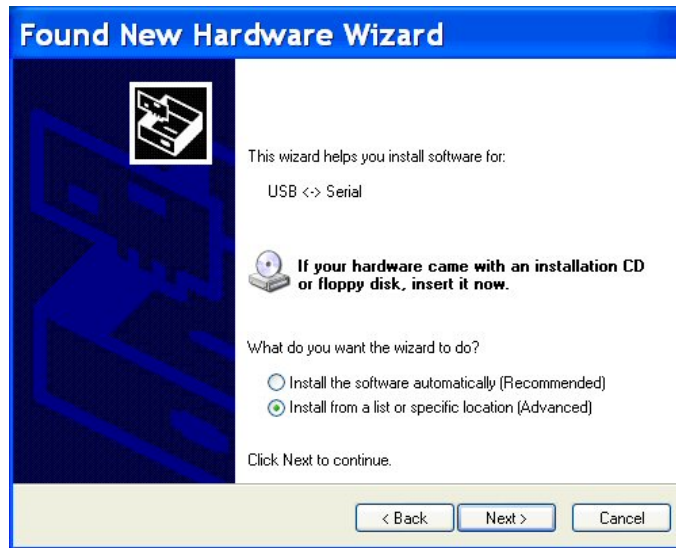 Found New Hardware Wizard
This wizard helps you install software for:
USB <-> Serial
If your hardware came with an installation CD
or floppy disk, insert it now.
What do you want the wizard to do?
Install the software automatically (Recommended)
Install from a list or specific location (Advanced)
Click Next to continue.
< Back Next > Cancel